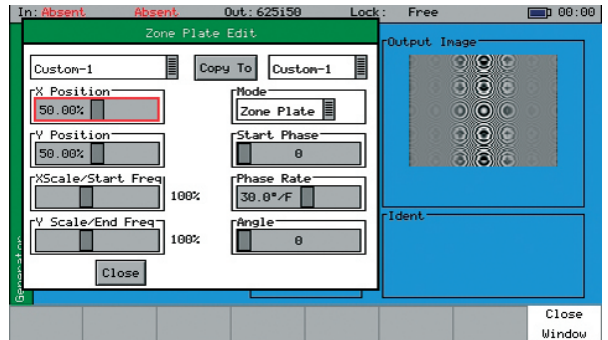 In: Absent Absent Out: 625i50 Lock: Free 00:00
Zone Plate Edit
Output Image
Custom-1 Copy To Custom-1
X Position Mode
50.00% Zone Plate
Y Position Start Phase
50.00% 0
XScale/Start Freq Phase Rate
100% 30.0°/F
Y Scale/End Freq Angle
100% 0
Ident
Close
Generator
Close
Window